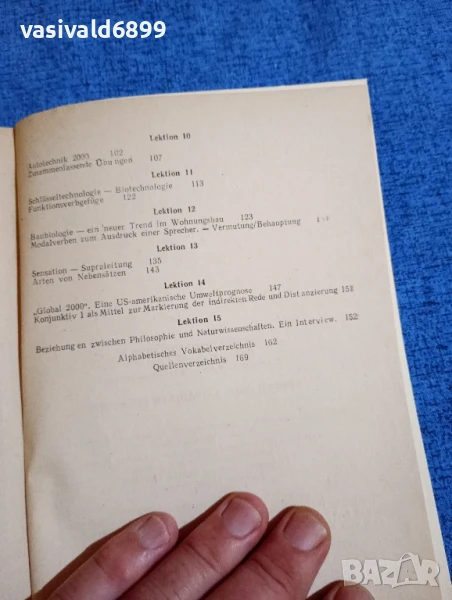 vasivald6899
Lektion 10
Autotechnik 2000 102
Zusammenfassende Übungen 107
Lektion 11
Schlüsseltechnologie — Biotechnologie 113
Funktionsverbgefüge 122
Lektion 12
Baubiologie — ein neuer Trend im Wohnungsbau 123
Modalverben zum Ausdruck einer Sprecher. — Vermutung/Behauptung
Lektion 13
Sensation — Supraleitung 135
Arten von Nebensätzen 143
Lektion 14
„Global 2000“. Eine US-amerikanische Umweltprognose 147
Konjunktiv I als Mittel zur Markierung der indirekten Rede und Distanzierung 151
Lektion 15
Beziehungen zwischen Philosophie und Naturwissenschaften. Ein Interview. 152
Alphabetisches Vokabelverzeichnis 162
Quellenverzeichnis 169
BAZAR.bg